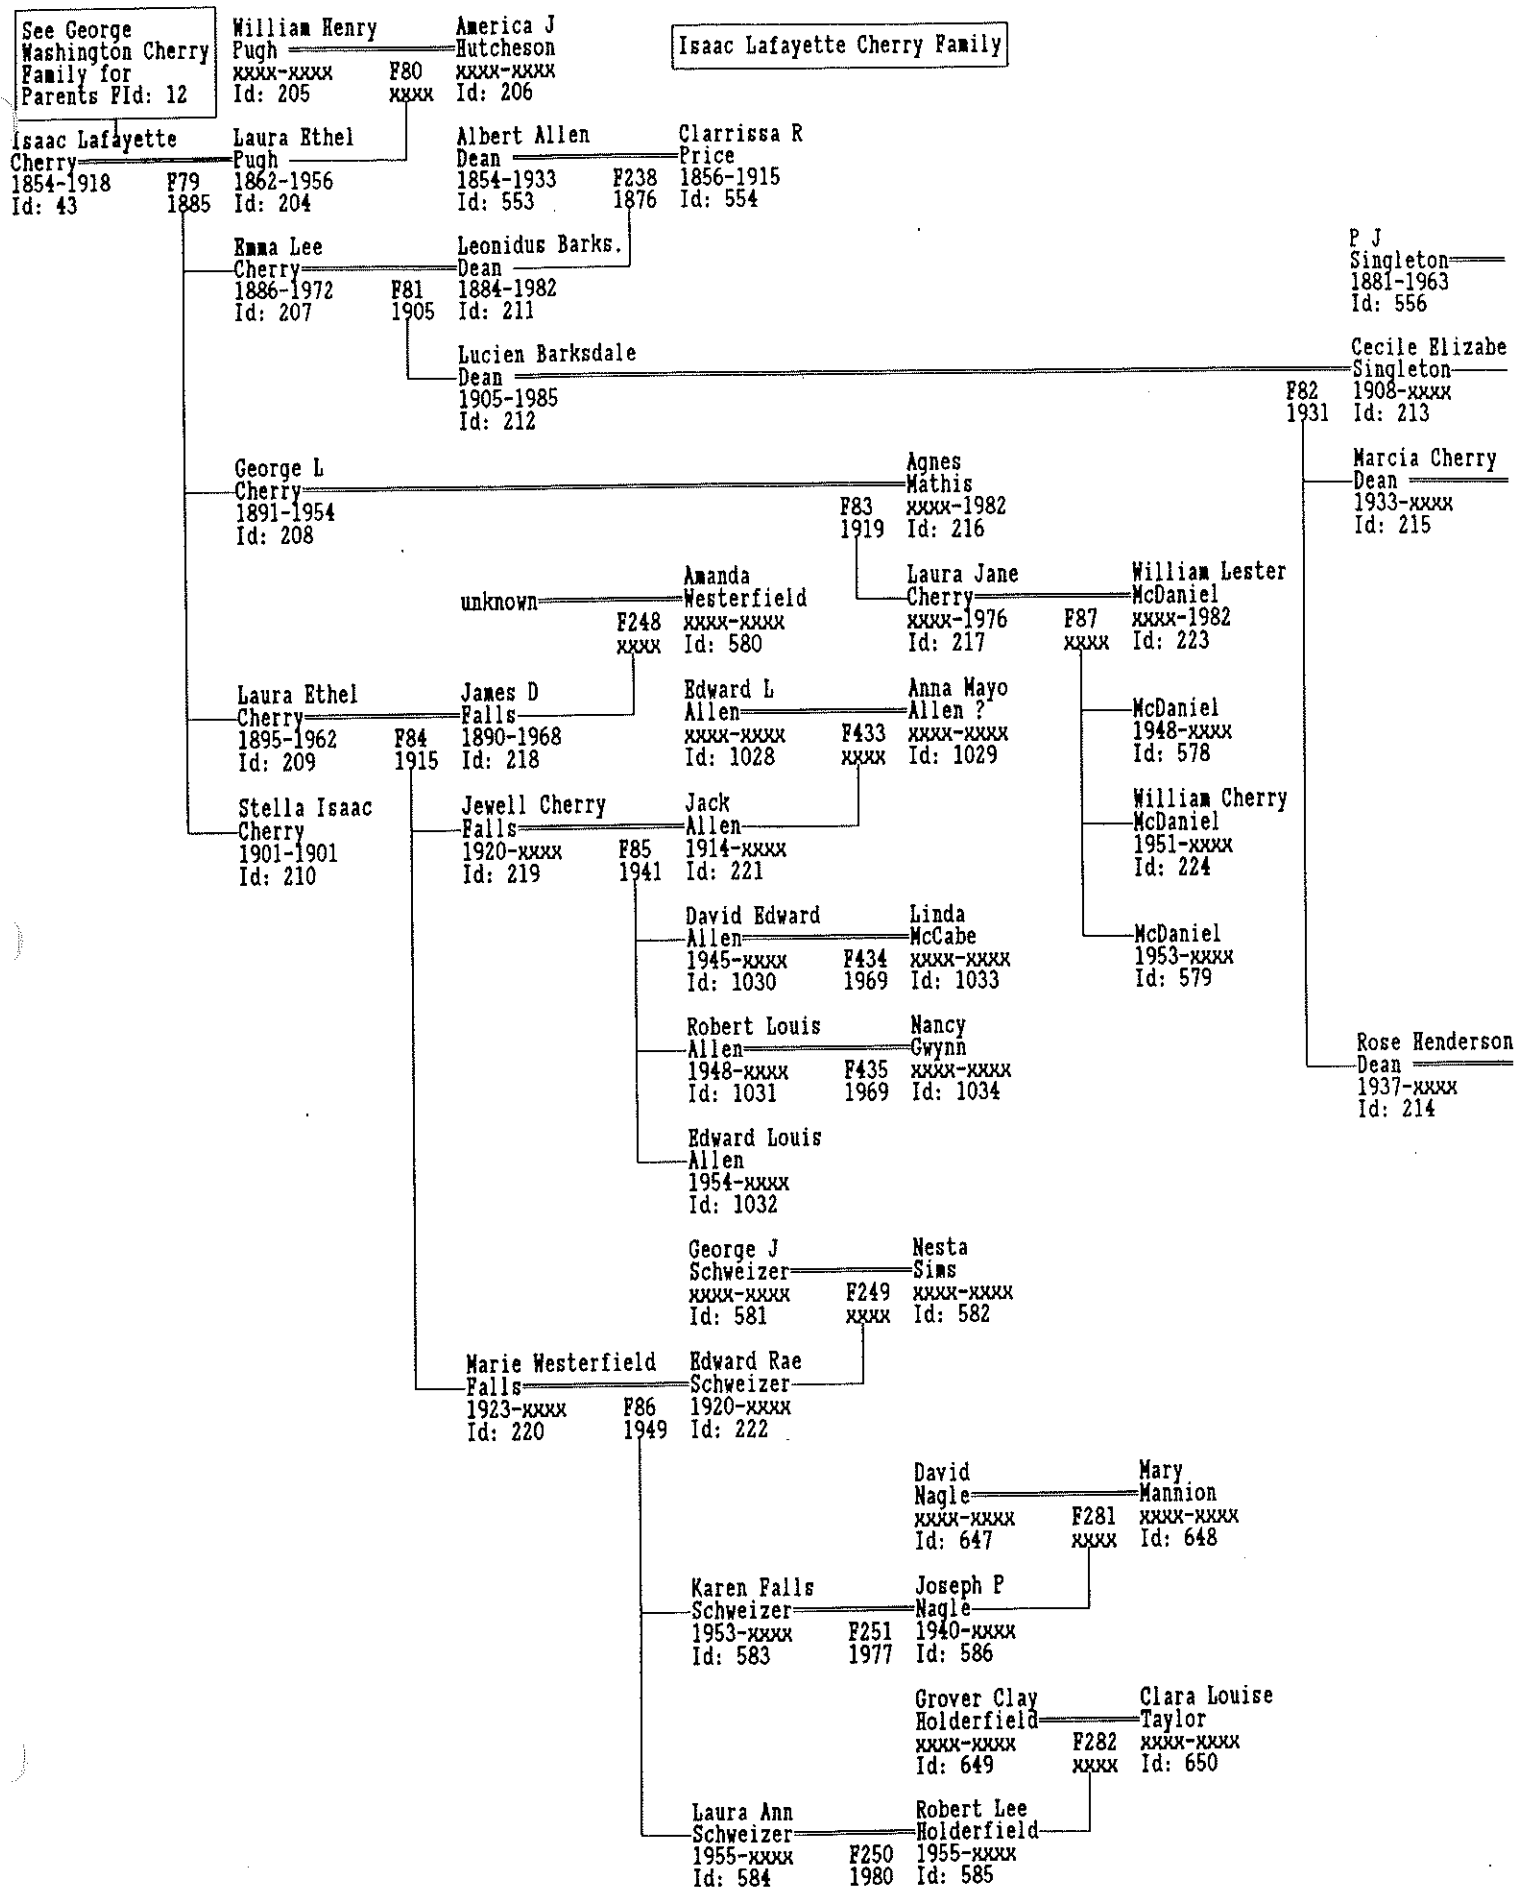 See George
Washington Cherry
Family for
Parents FId: 12
William Henry
Pugh
xxxx-xxxx
Id: 205
F80
xxxx
America J
Hutcheson
xxxx-xxxx
Id: 206
Isaac Lafayette Cherry Family
Isaac Lafayette
Cherry
1854-1918
Id: 43
F79
1885
Laura Ethel
Pugh
1862-1956
Id: 204
Albert Allen
Dean
1854-1933
Id: 553
F238
1876
Clarrissa R
Price
1856-1915
Id: 554
Emma Lee
Cherry
1886-1972
Id: 207
F81
1905
Leonidus Barks.
Dean
1884-1982
Id: 211
P J
Singleton
1881-1963
Id: 556
Lucien Barksdale
Dean
1905-1985
Id: 212
F82
1931
Cecile Elizabe
Singleton
1908-xxxx
Id: 213
George L
Cherry
1891-1954
Id: 208
F83
1919
Agnes
Mathis
xxxx-1982
Id: 216
Marcia Cherry
Dean
1933-xxxx
Id: 215
unknown
F248
xxxx
Amanda
Westerfield
xxxx-xxxx
Id: 580
Laura Jane
Cherry
xxxx-1976
Id: 217
F87
xxxx
William Lester
McDaniel
xxxx-1982
Id: 223
Laura Ethel
Cherry
1895-1962
Id: 209
F84
1915
James D
Falls
1890-1968
Id: 218
Edward L
Allen
xxxx-xxxx
Id: 1028
F433
xxxx
Anna Mayo
Allen ?
xxxx-xxxx
Id: 1029
McDaniel
1948-xxxx
Id: 578
Stella Isaac
Cherry
1901-1901
Id: 210
Jewell Cherry
Falls
1920-xxxx
Id: 219
F85
1941
Jack
Allen
1914-xxxx
Id: 221
William Cherry
McDaniel
1951-xxxx
Id: 224
David Edward
Allen
1945-xxxx
Id: 1030
F434
1969
Linda
McCabe
xxxx-xxxx
Id: 1033
McDaniel
1953-xxxx
Id: 579
Robert Louis
Allen
1948-xxxx
Id: 1031
F435
1969
Nancy
Gwynn
xxxx-xxxx
Id: 1034
Rose Henderson
Dean
1937-xxxx
Id: 214
Edward Louis
Allen
1954-xxxx
Id: 1032
George J
Schweizer
xxxx-xxxx
Id: 581
F249
xxxx
Nesta
Sims
xxxx-xxxx
Id: 582
Marie Westerfield
Falls
1923-xxxx
Id: 220
F86
1949
Edward Rae
Schweizer
1920-xxxx
Id: 222
David
Nagle
xxxx-xxxx
Id: 647
F281
xxxx
Mary
Mannion
xxxx-xxxx
Id: 648
Karen Falls
Schweizer
1953-xxxx
Id: 583
F251
1977
Joseph P
Nagle
1940-xxxx
Id: 586
Grover Clay
Holderfield
xxxx-xxxx
Id: 649
F282
xxxx
Clara Louise
Taylor
xxxx-xxxx
Id: 650
Laura Ann
Schweizer
1955-xxxx
Id: 584
F250
1980
Robert Lee
Holderfield
1955-xxxx
Id: 585